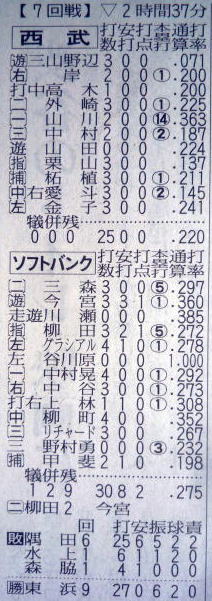 【7回戦】▽2時間37分
西武 打数 安打 打点 本塁打 通算 打率
(遊)三 山野辺 3 0 0 0 .071
(右) 岸 2 0 0 ① .200
打中 高木 1 0 0 0
(二) 外崎 3 0 0 ① .225
(一) 山川 2 0 0 ⑭ .363
(三) 中村 2 0 0 ② .187
遊 山田 0 0 0 0 .224
(指) 栗山 3 0 0 0 .137
(捕) 柘植 3 0 0 ① .211
(中)右 愛斗 3 0 0 ② .145
(左) 金子 3 0 0 0 .241
犠併残
0 0 0 25 0 0 0 .220
ソフトバンク 打数 安打 打点 本塁打 通算 打率
(二) 三森 3 0 0 ⑤ .297
(遊) 今宮 3 3 1 ① .360
走遊 川瀬 0 0 0 0 .385
(指) 柳田 3 2 1 ⑤ .272
(左) グラシアル 4 1 0 ① .278
左 谷川原 0 0 0 0 1.000
(一) 中村晃 4 0 0 ① .292
(右)中 中谷 3 0 0 ① .273
打右 上林 1 1 0 ① .308
(中) 柳町 4 0 0 0 .352
(三) リチャード 3 0 0 0 .267
三 野村勇 0 0 0 ③ .232
(捕) 甲斐 2 1 0 0 .198
犠併残
1 2 9 30 8 2 .275
(二)柳田2 今宮
回 打 安 振 球 責
敗 隅田 6 25 6 5 2 2
水上 1 6 1 1 2 0
森脇 1 4 1 0 0 0
勝 東浜 9 27 0 6 2 0